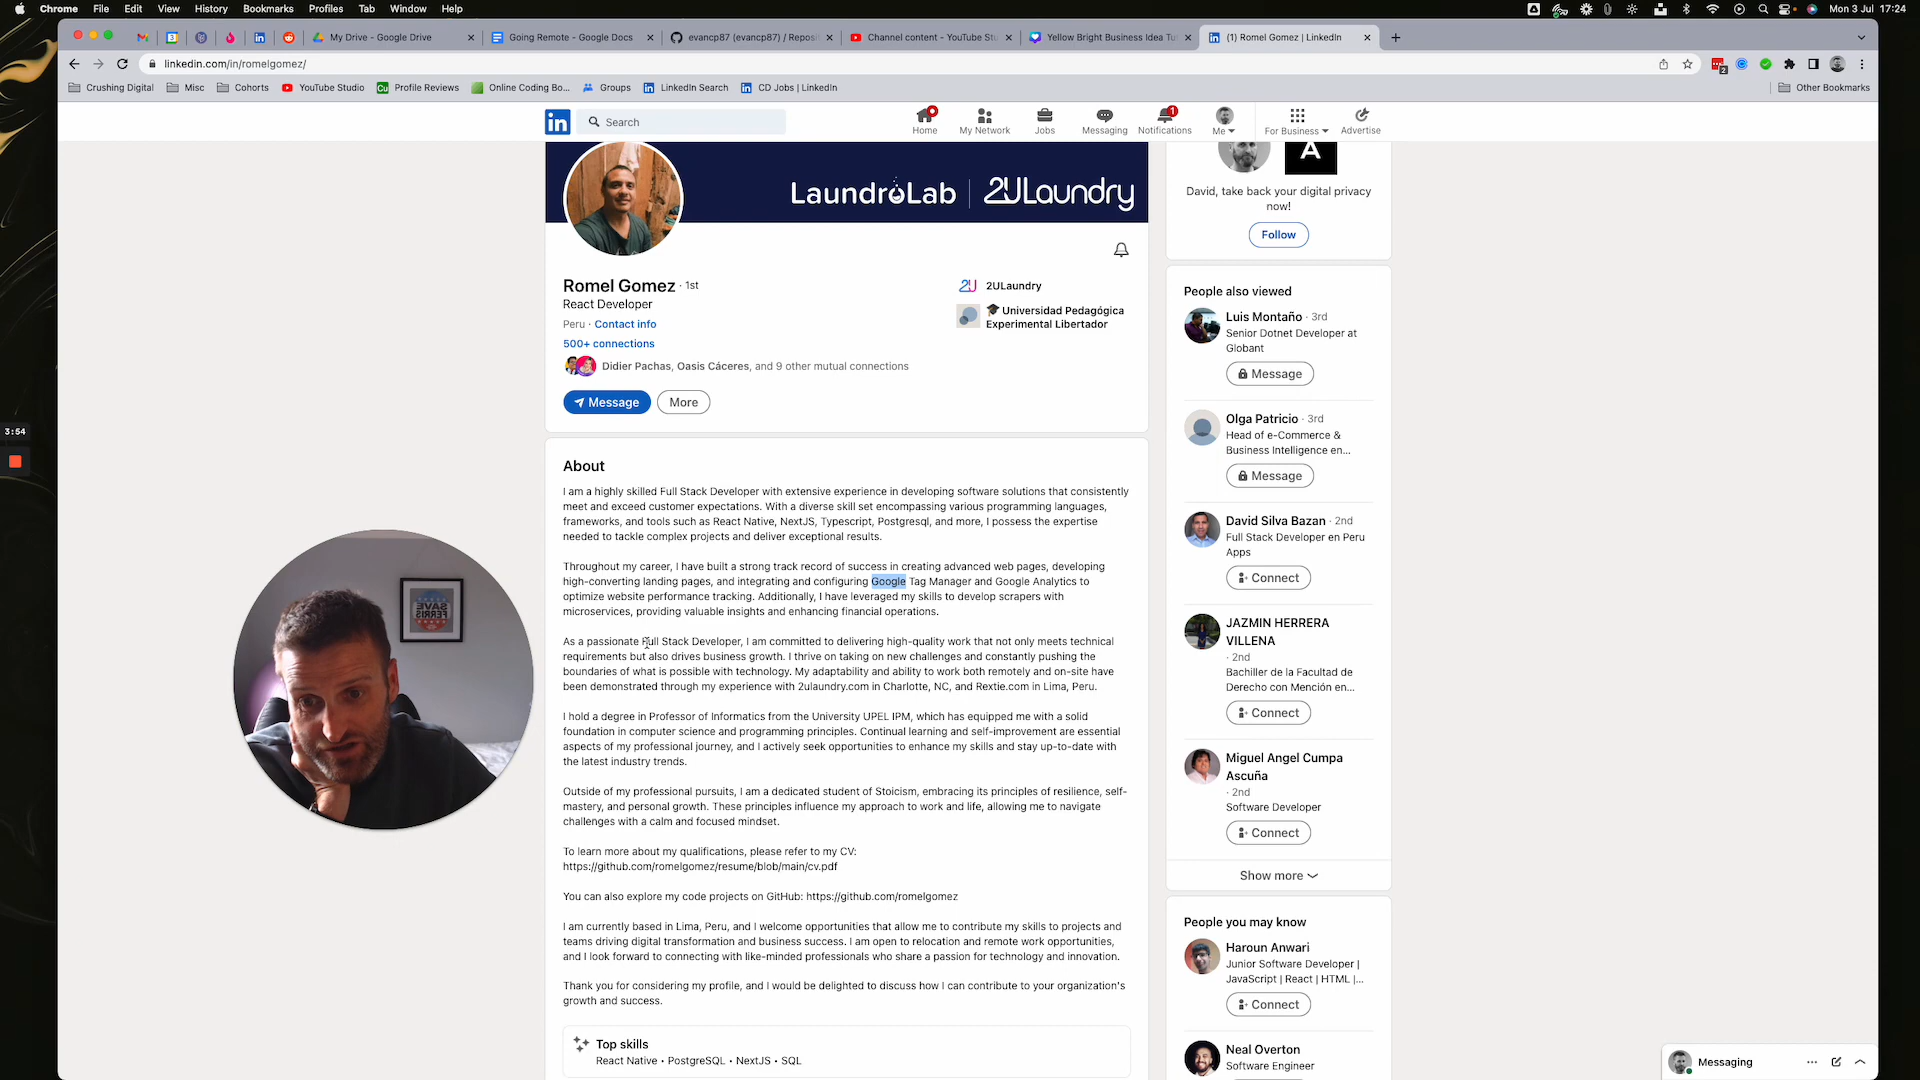 Chrome File Edit View History Bookmarks Profiles Tab Window Help
Mon 3 Jul 17:24
My Drive - Google Drive
Going Remote - Google Docs
evancp87 (evancp87) / Reposi
Channel content - YouTube Stu
Yellow Bright Business Idea Tu
(1) Romel Gomez | LinkedIn
linkedin.com/in/romelgomez/
2
Crushing Digital Misc Cohorts YouTube Studio Profile Reviews Online Coding Bo... Groups LinkedIn Search CD Jobs | LinkedIn Other Bookmarks
in Search
Home My Network Jobs Messaging Notifications Me For Business Advertise
1
LaundroLab | 2ULaundry
Romel Gomez · 1st
React Developer
Peru · Contact info
500+ connections
Didier Pachas, Oasis Cáceres, and 9 other mutual connections
Message More
2U 2ULaundry
Universidad Pedagógica
Experimental Libertador
About
I am a highly skilled Full Stack Developer with extensive experience in developing software solutions that consistently
meet and exceed customer expectations. With a diverse skill set encompassing various programming languages,
frameworks, and tools such as React Native, NextJS, Typescript, Postgresql, and more, I possess the expertise
needed to tackle complex projects and deliver exceptional results.
Throughout my career, I have built a strong track record of success in creating advanced web pages, developing
high-converting landing pages, and integrating and configuring Google Tag Manager and Google Analytics to
optimize website performance tracking. Additionally, I have leveraged my skills to develop scrapers with
microservices, providing valuable insights and enhancing financial operations.
As a passionate Full Stack Developer, I am committed to delivering high-quality work that not only meets technical
requirements but also drives business growth. I thrive on taking on new challenges and constantly pushing the
boundaries of what is possible with technology. My adaptability and ability to work both remotely and on-site have
been demonstrated through my experience with 2ulaundry.com in Charlotte, NC, and Rextie.com in Lima, Peru.
I hold a degree in Professor of Informatics from the University UPEL IPM, which has equipped me with a solid
foundation in computer science and programming principles. Continual learning and self-improvement are essential
aspects of my professional journey, and I actively seek opportunities to enhance my skills and stay up-to-date with
the latest industry trends.
Outside of my professional pursuits, I am a dedicated student of Stoicism, embracing its principles of resilience, self-
mastery, and personal growth. These principles influence my approach to work and life, allowing me to navigate
challenges with a calm and focused mindset.
To learn more about my qualifications, please refer to my CV:
https://github.com/romelgomez/resume/blob/main/cv.pdf
You can also explore my code projects on GitHub: https://github.com/romelgomez
I am currently based in Lima, Peru, and I welcome opportunities that allow me to contribute my skills to projects and
teams driving digital transformation and business success. I am open to relocation and remote work opportunities,
and I look forward to connecting with like-minded professionals who share a passion for technology and innovation.
Thank you for considering my profile, and I would be delighted to discuss how I can contribute to your organization's
growth and success.
Top skills
React Native • PostgreSQL • NextJS • SQL
A
David, take back your digital privacy
now!
Follow
People also viewed
Luis Montaño · 3rd
Senior Dotnet Developer at
Globant
Message
Olga Patricio · 3rd
Head of e-Commerce &
Business Intelligence en...
Message
David Silva Bazan · 2nd
Full Stack Developer en Peru
Apps
Connect
JAZMIN HERRERA
VILLENA
· 2nd
Bachiller de la Facultad de
Derecho con Mención en...
Connect
Miguel Angel Cumpa
Ascuña
· 2nd
Software Developer
Connect
Show more
People you may know
Haroun Anwari
Junior Software Developer |
JavaScript | React | HTML |...
Connect
Neal Overton
Software Engineer
Messaging
3:54
SAVE
FERRIS